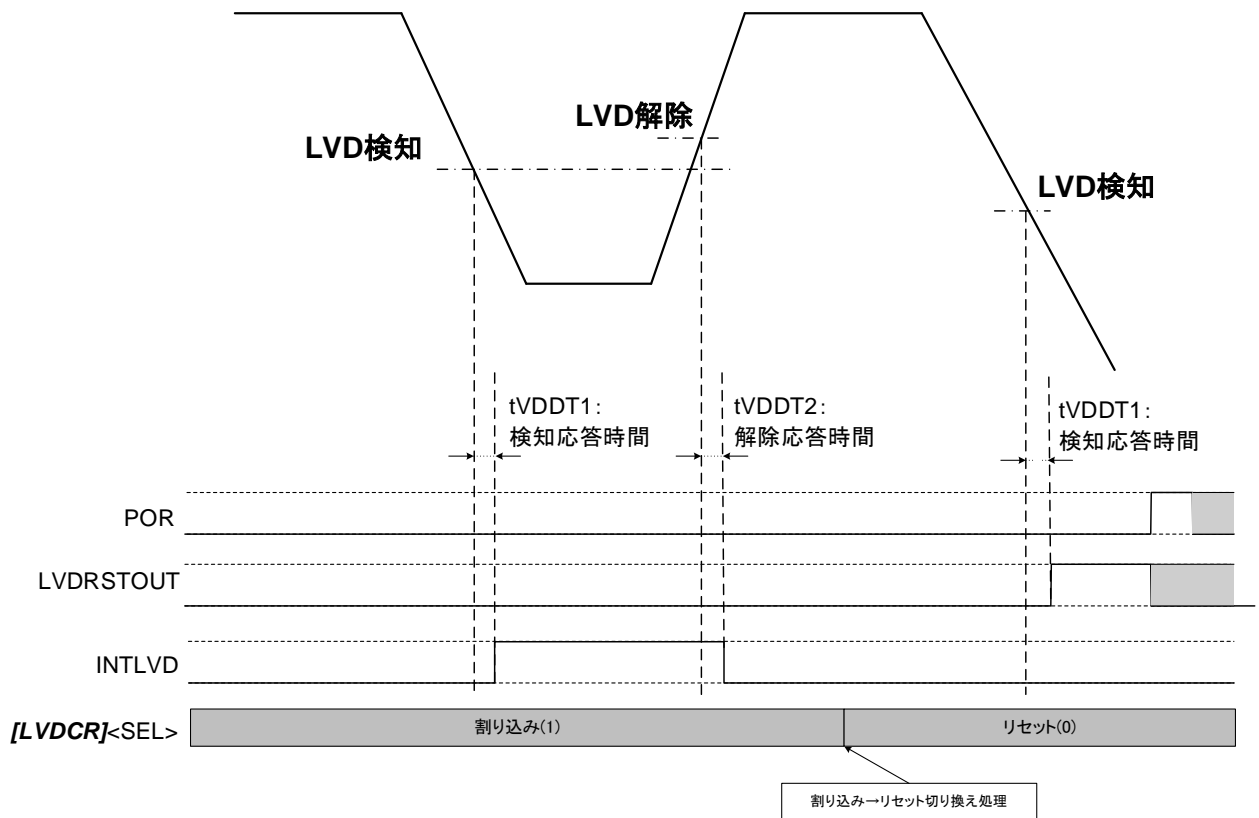 LVD解除
LVD検知
LVD検知
tVDDT1:
検知応答時間
tVDDT2:
解除応答時間
tVDDT1:
検知応答時間
POR
LVDRSTOUT
INTLVD
[LVDCR]<SEL>
割り込み(1)
リセット(0)
割り込み→リセット切り換え処理